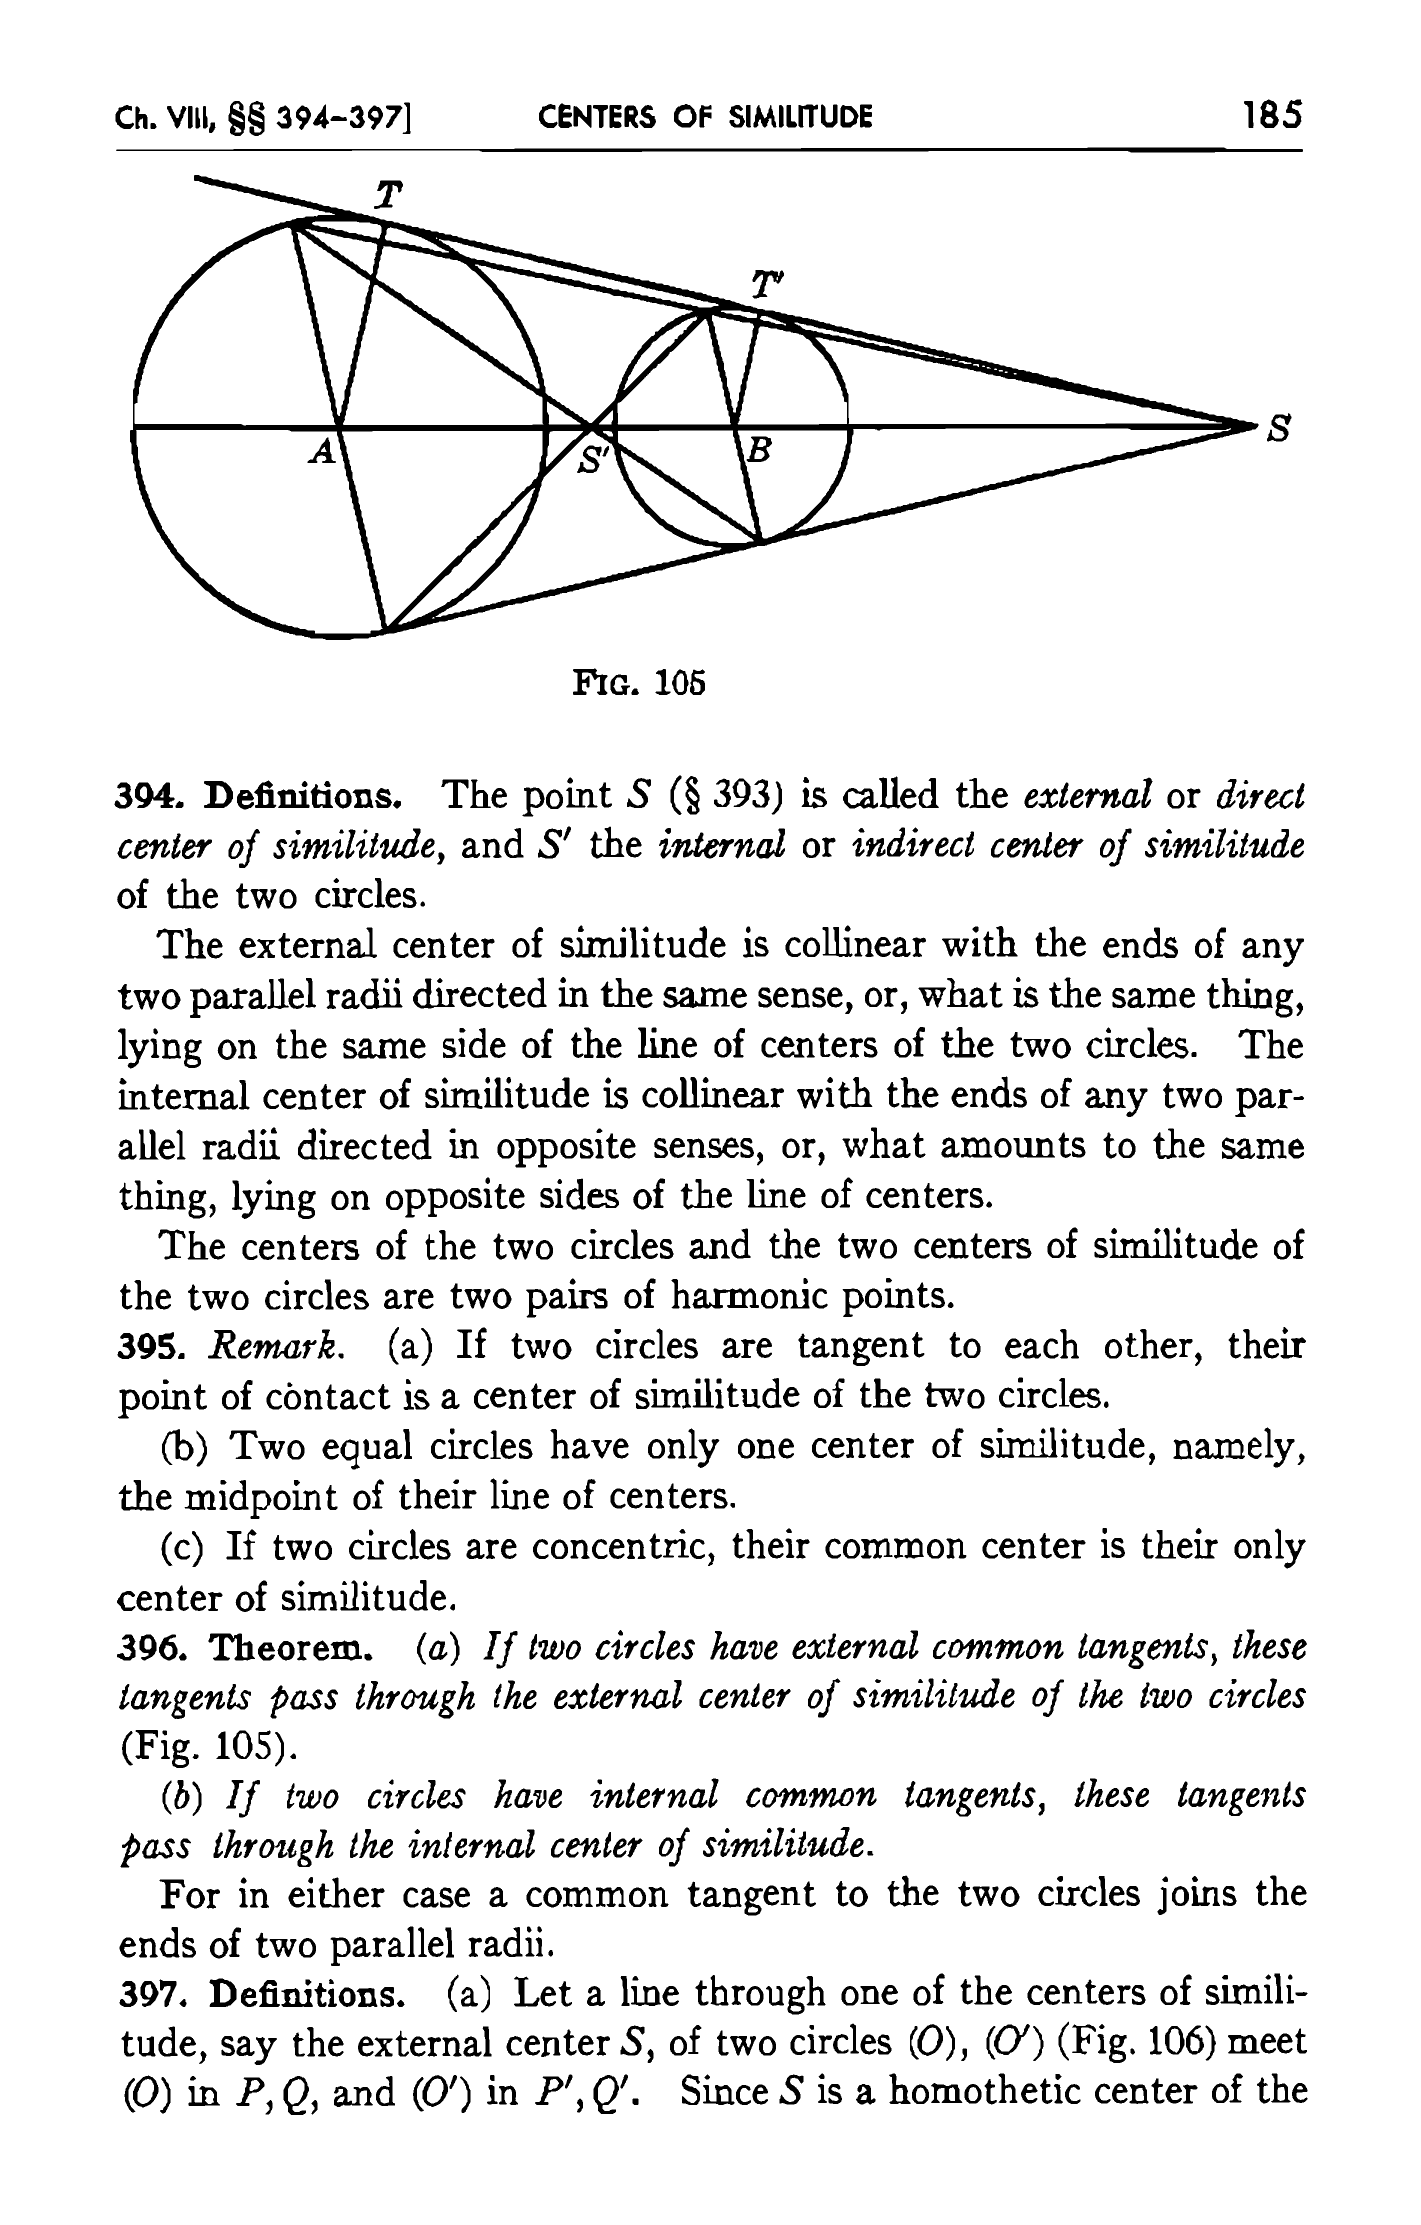 Ch. VIII, §§ 394–397] CENTERS OF SIMILITUDE 185
T
T'
A
S'
B
S
FIG. 105
394. Definitions. The point S (§ 393) is called the external or direct
center of similitude, and S' the internal or indirect center of similitude
of the two circles.
The external center of similitude is collinear with the ends of any
two parallel radii directed in the same sense, or, what is the same thing,
lying on the same side of the line of centers of the two circles. The
internal center of similitude is collinear with the ends of any two par-
allel radii directed in opposite senses, or, what amounts to the same
thing, lying on opposite sides of the line of centers.
The centers of the two circles and the two centers of similitude of
the two circles are two pairs of harmonic points.
395. Remark. (a) If two circles are tangent to each other, their
point of contact is a center of similitude of the two circles.
(b) Two equal circles have only one center of similitude, namely,
the midpoint of their line of centers.
(c) If two circles are concentric, their common center is their only
center of similitude.
396. Theorem. (a) If two circles have external common tangents, these
tangents pass through the external center of similitude of the two circles
(Fig. 105).
(b) If two circles have internal common tangents, these tangents
pass through the internal center of similitude.
For in either case a common tangent to the two circles joins the
ends of two parallel radii.
397. Definitions. (a) Let a line through one of the centers of simili-
tude, say the external center S, of two circles (O), (O') (Fig. 106) meet
(O) in P, Q, and (O') in P', Q'. Since S is a homothetic center of the